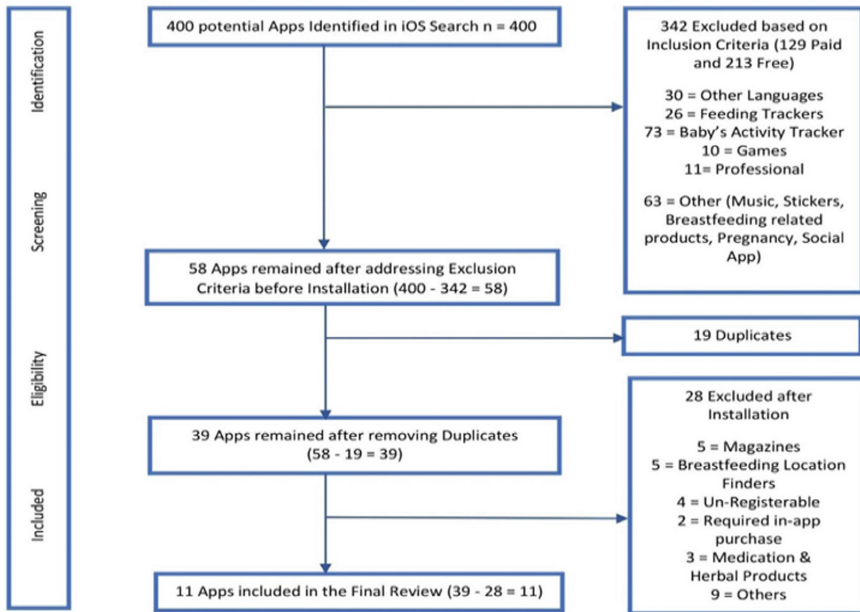 Identification
Screening
Eligibility
Included
400 potential Apps Identified in iOS Search n = 400
342 Excluded based on
Inclusion Criteria (129 Paid
and 213 Free)
30 = Other Languages
26 = Feeding Trackers
73 = Baby's Activity Tracker
10 = Games
11= Professional
63 = Other (Music, Stickers,
Breastfeeding related
products, Pregnancy, Social
App)
58 Apps remained after addressing Exclusion
Criteria before Installation (400 - 342 = 58)
19 Duplicates
39 Apps remained after removing Duplicates
(58 - 19 = 39)
28 Excluded after
Installation
5 = Magazines
5 = Breastfeeding Location
Finders
4 = Un-Registerable
2 = Required in-app
purchase
3 = Medication &
Herbal Products
9 = Others
11 Apps included in the Final Review (39 - 28 = 11)